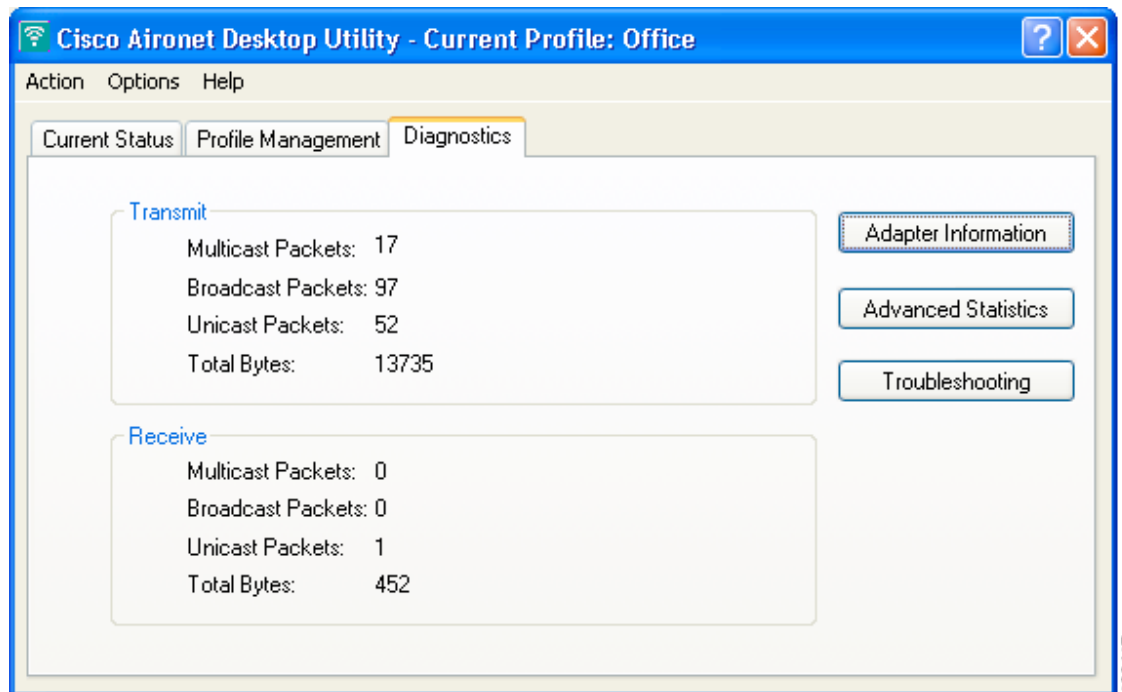 Cisco Aironet Desktop Utility - Current Profile: Office
Action Options Help
Current Status Profile Management Diagnostics
Transmit
Multicast Packets: 17
Broadcast Packets: 97
Unicast Packets: 52
Total Bytes: 13735
Adapter Information
Advanced Statistics
Troubleshooting
Receive
Multicast Packets: 0
Broadcast Packets: 0
Unicast Packets: 1
Total Bytes: 452